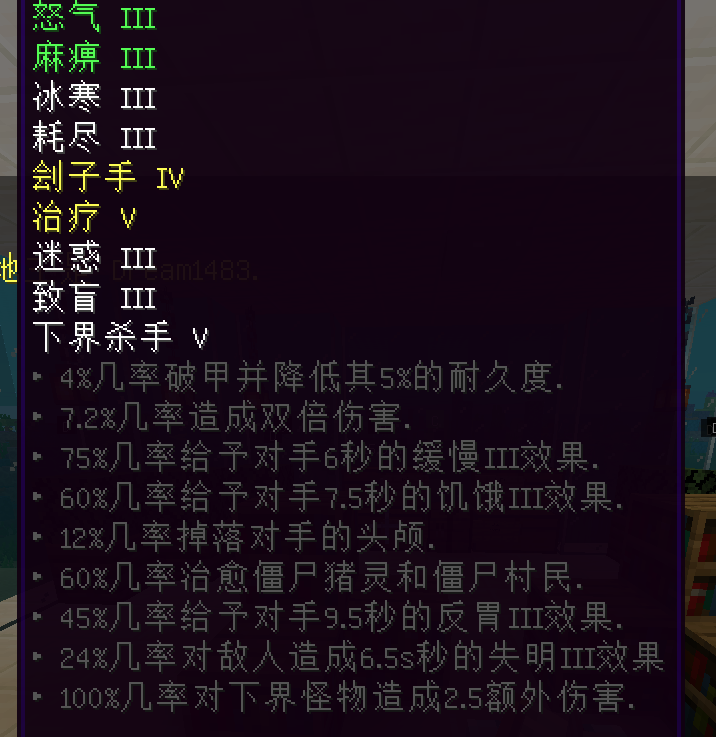 怒气 III
麻痹 III
冰寒 III
耗尽 III
刽子手 IV
治疗 V
迷惑 III
地
Dream1483.
致盲 III
下界杀手 V
‣ 4%几率破甲并降低其5%的耐久度.
‣ 7.2%几率造成双倍伤害.
‣ 75%几率给予对手6秒的缓慢III效果.
‣ 60%几率给予对手7.5秒的饥饿III效果.
‣ 12%几率掉落对手的头颅.
‣ 60%几率治愈僵尸猪灵和僵尸村民.
‣ 45%几率给予对手9.5秒的反胃III效果.
‣ 24%几率对敌人造成6.5s秒的失明III效果
‣ 100%几率对下界怪物造成2.5额外伤害.